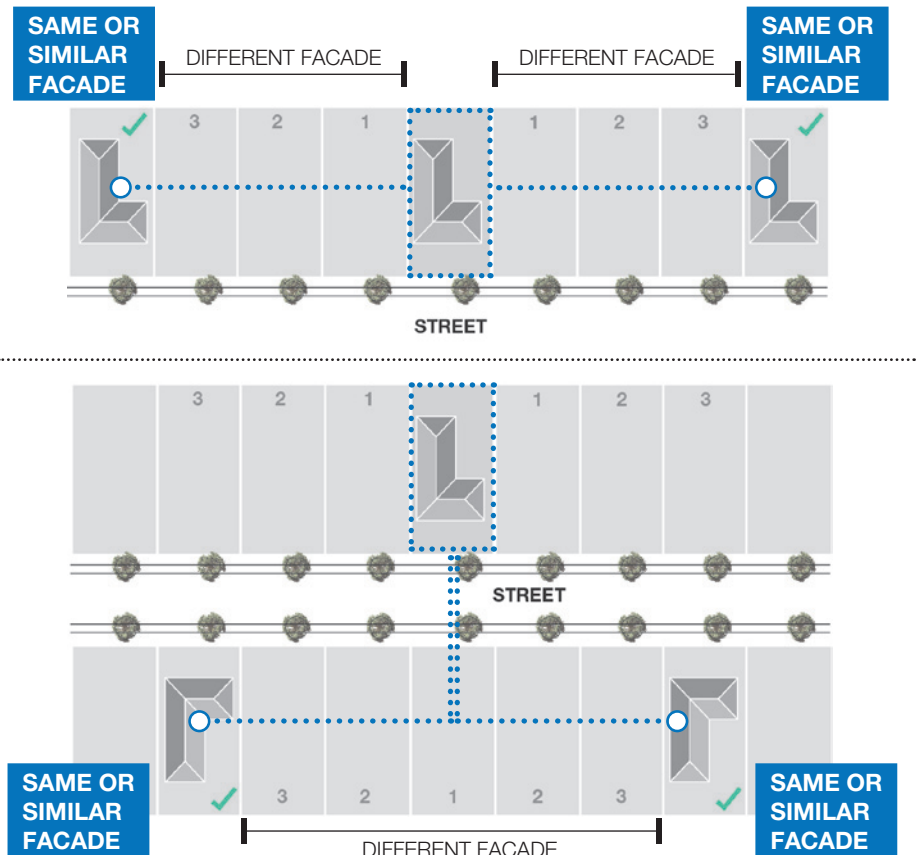 SAME OR
SIMILAR
FACADE
DIFFERENT FACADE
DIFFERENT FACADE
SAME OR
SIMILAR
FACADE
3 2 1 1 2 3
STREET
3 2 1 1 2 3
STREET
3 2 1 2 3
SAME OR
SIMILAR
FACADE
DIFFERENT FACADE
SAME OR
SIMILAR
FACADE